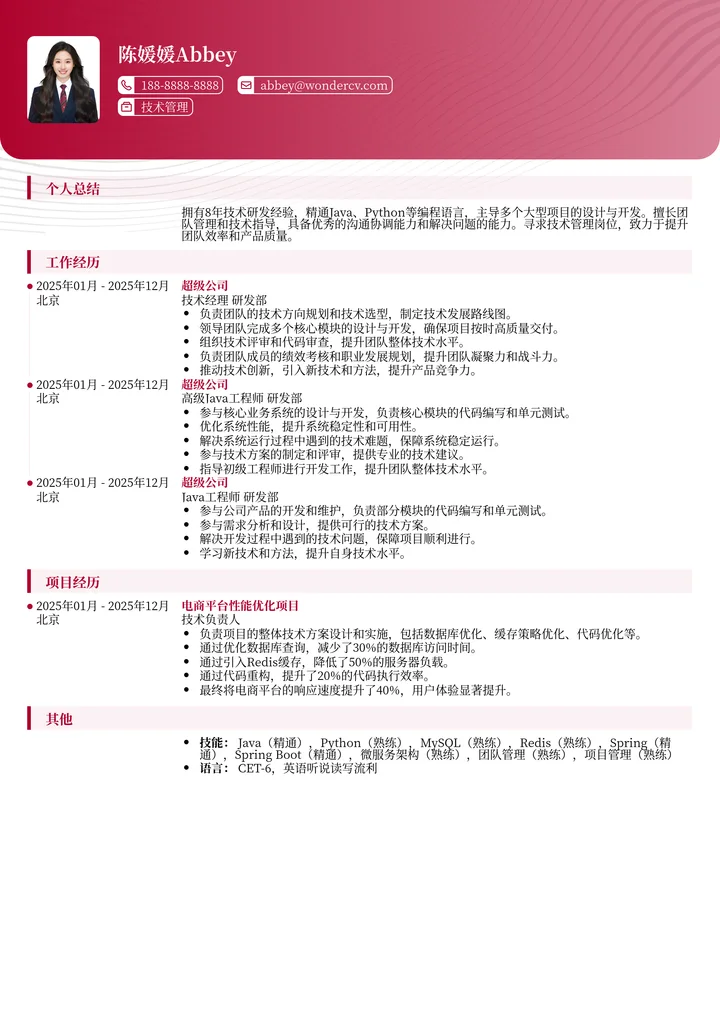 陈媛媛Abbey
188-8888-8888
abbey@wondercv.com
技术管理
个人总结
拥有8年技术研发经验，精通Java、Python等编程语言，主导多个大型项目的设计与开发。擅长团
队管理和技术指导，具备优秀的沟通协调能力和解决问题的能力。寻求技术管理岗位，致力于提升
团队效率和产品质量。
工作经历
2025年01月 - 2025年12月 超级公司
北京 技术经理 研发部
• 负责团队的技术方向规划和技术选型，制定技术发展路线图。
• 领导团队完成多个核心模块的设计与开发，确保项目按时高质量交付。
• 组织技术评审和代码审查，提升团队整体技术水平。
• 负责团队成员的绩效考核和职业发展规划，提升团队凝聚力和战斗力。
• 推动技术创新，引入新技术和方法，提升产品竞争力。
2025年01月 - 2025年12月 超级公司
北京 高级Java工程师 研发部
• 参与核心业务系统的设计与开发，负责核心模块的代码编写和单元测试。
• 优化系统性能，提升系统稳定性和可用性。
• 解决系统运行过程中遇到的技术难题，保障系统稳定运行。
• 参与技术方案的制定和评审，提供专业的技术建议。
• 指导初级工程师进行开发工作，提升团队整体技术水平。
2025年01月 - 2025年12月 超级公司
北京 Java工程师 研发部
• 参与公司产品的开发和维护，负责部分模块的代码编写和单元测试。
• 参与需求分析和设计，提供可行的技术方案。
• 解决开发过程中遇到的技术问题，保障项目顺利进行。
• 学习新技术和方法，提升自身技术水平。
项目经历
2025年01月 - 2025年12月 电商平台性能优化项目
北京 技术负责人
• 负责项目的整体技术方案设计和实施，包括数据库优化、缓存策略优化、代码优化等。
• 通过优化数据库查询，减少了30%的数据库访问时间。
• 通过引入Redis缓存，降低了50%的服务器负载。
• 通过代码重构，提升了20%的代码执行效率。
• 最终将电商平台的响应速度提升了40%，用户体验显著提升。
其他
• 技能： Java（精通）, Python（熟练）, MySQL（熟练）, Redis（熟练）, Spring（精
通）, Spring Boot（精通）, 微服务架构（熟练）, 团队管理（熟练）, 项目管理（熟练）
• 语言： CET-6，英语听说读写流利